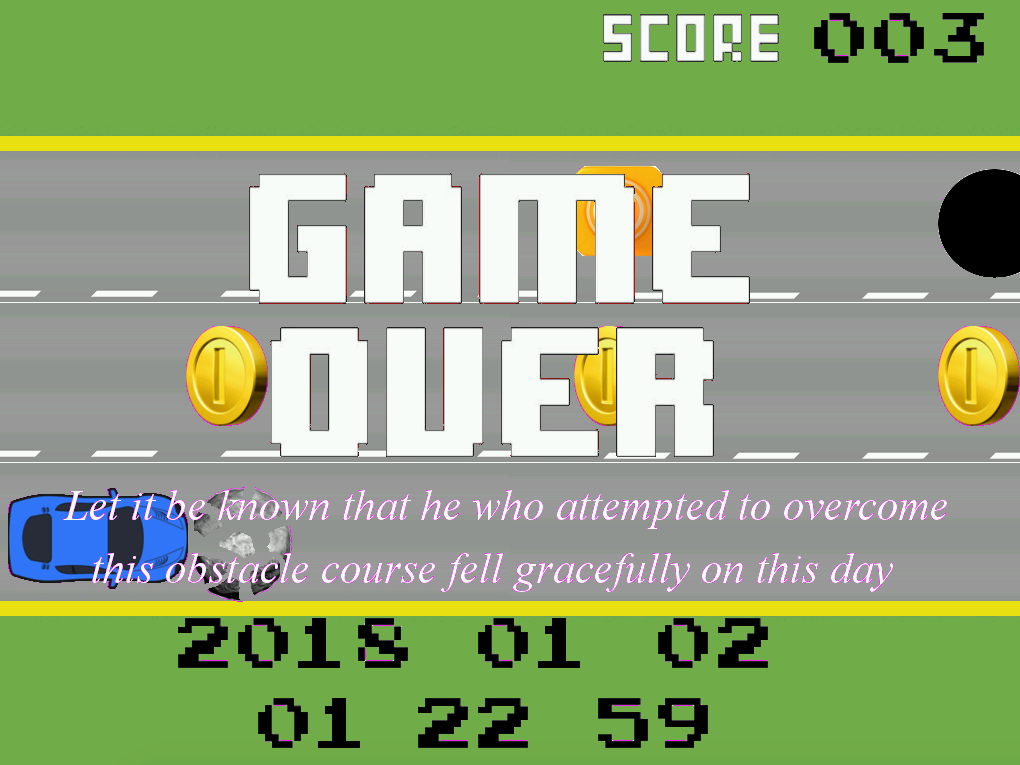 SCORE 003
GAME
OVER
Let it be known that he who attempted to overcome
this obstacle course fell gracefully on this day
2018 01 02
01 22 59